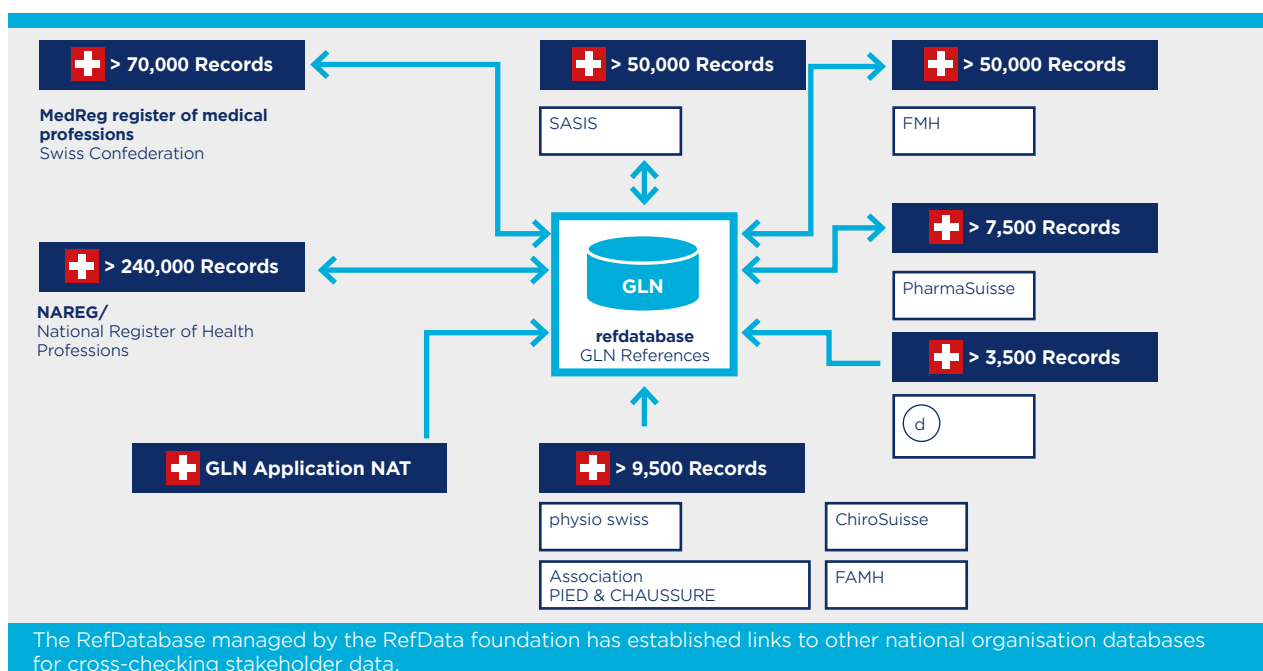 > 70,000 Records
MedReg register of medical
professions
Swiss Confederation
> 50,000 Records
SASIS
> 50,000 Records
FMH
> 240,000 Records
NAREG/
National Register of Health
Professions
GLN
refdatabase
GLN References
> 7,500 Records
PharmaSuisse
> 3,500 Records
d
GLN Application NAT
> 9,500 Records
physio swiss
ChiroSuisse
Association
PIED & CHAUSSURE
FAMH
The RefDatabase managed by the RefData foundation has established links to other national organisation databases
for cross-checking stakeholder data.